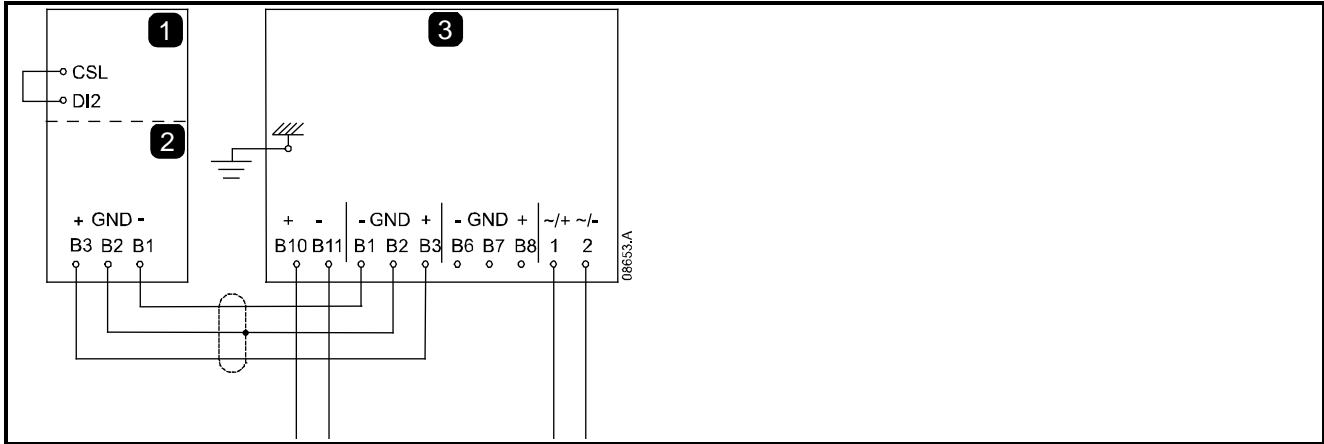 1
3
CSL
DI2
2
+ GND -
B3 B2 B1
+ - - GND + - GND + ~/+ ~/-
B10 B11 B1 B2 B3 B6 B7 B8 1 2
08653.A